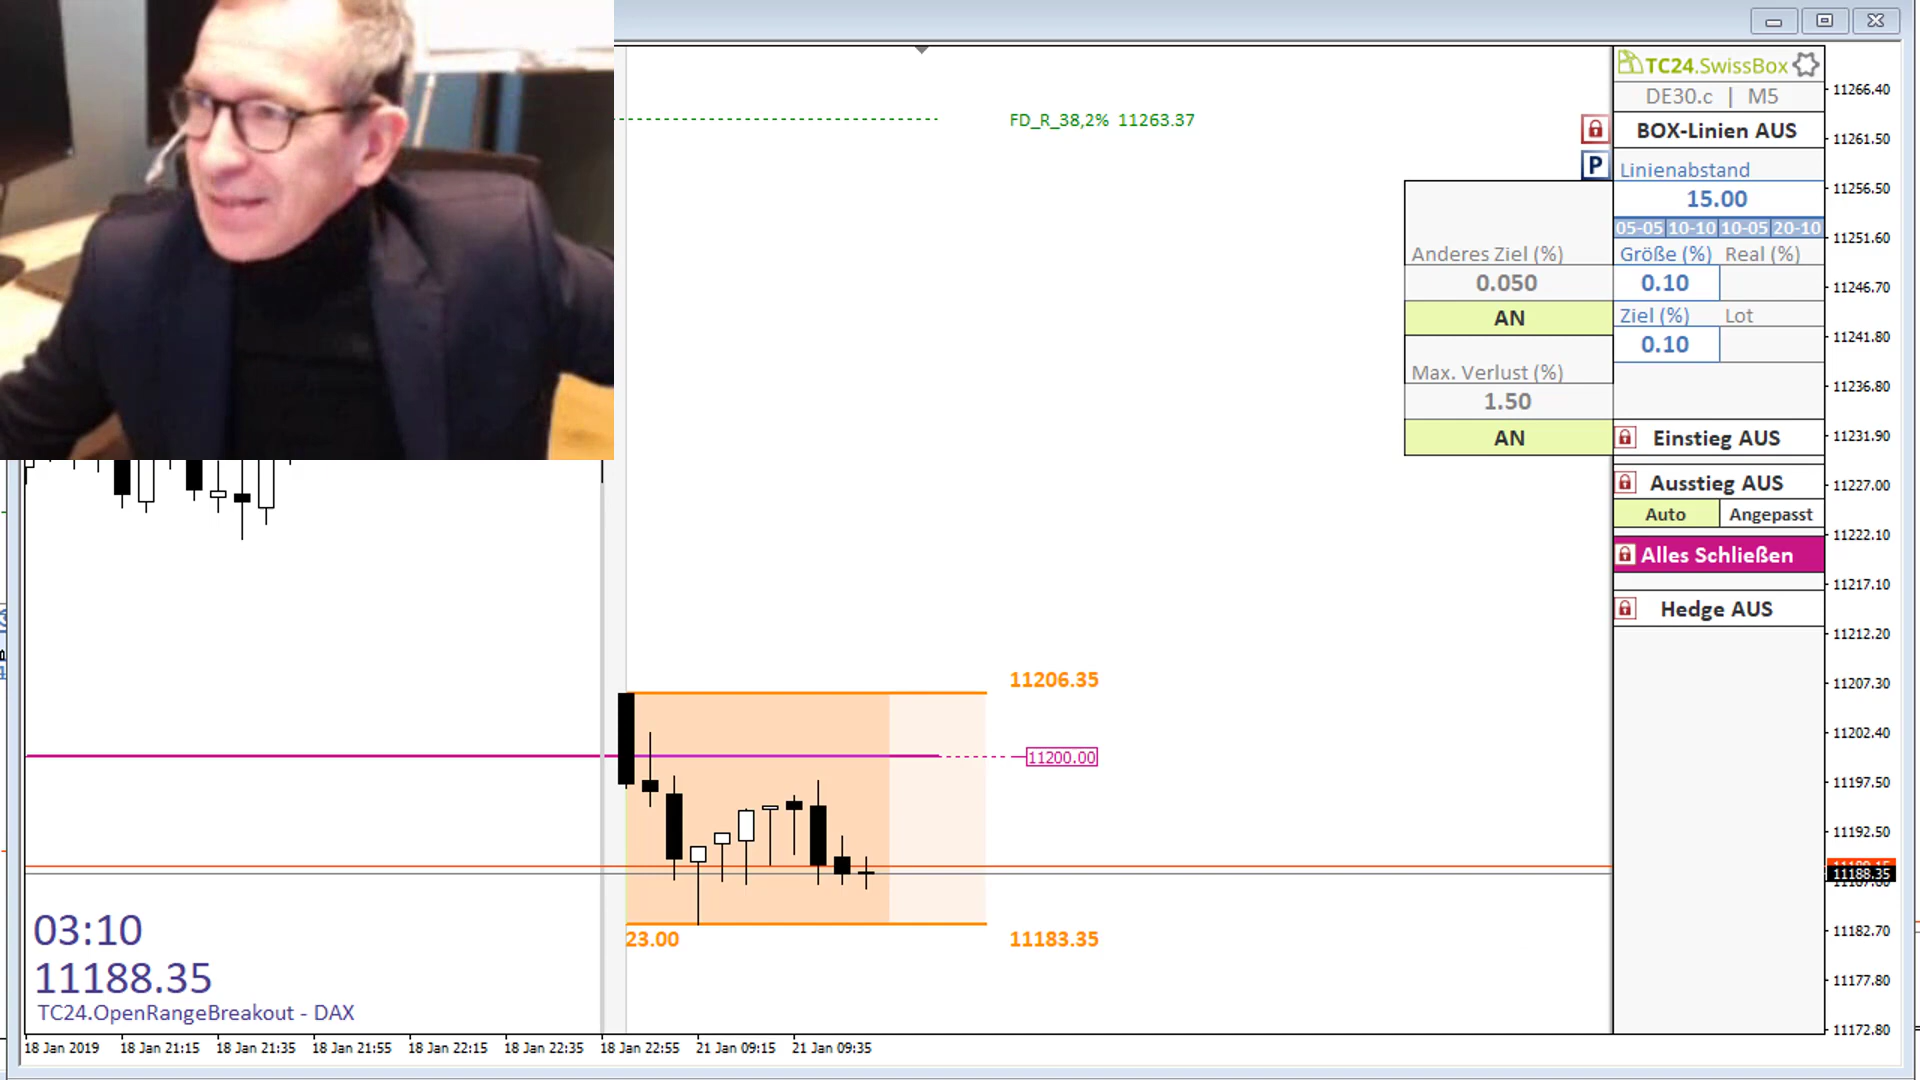 TC24.SwissBox
DE30.c | M5
BOX-Linien AUS
P
Linienabstand
15.00
05-05 10-10 10-05 20-10
Größe (%) Real (%)
0.10
Ziel (%) Lot
0.10
Anderes Ziel (%)
0.050
AN
Max. Verlust (%)
1.50
AN
Einstieg AUS
Ausstieg AUS
Auto Angepasst
Alles Schließen
Hedge AUS
FD_R_38,2% 11263.37
11206.35
11200.00
23.00
11183.35
03:10
11188.35
TC24.OpenRangeBreakout - DAX
11266.40
11261.50
11256.50
11251.60
11246.70
11241.80
11236.80
11231.90
11227.00
11222.10
11217.10
11212.20
11207.30
11202.40
11197.50
11192.50
11188.35
11182.70
11177.80
11172.80
18 Jan 2019 18 Jan 21:15 18 Jan 21:35 18 Jan 21:55 18 Jan 22:15 18 Jan 22:35 18 Jan 22:55 21 Jan 09:15 21 Jan 09:35